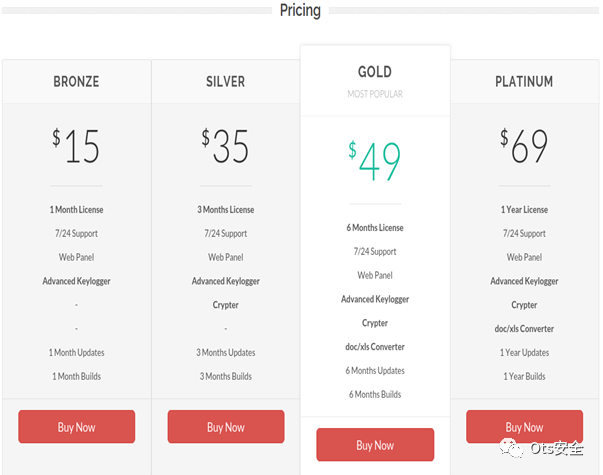 Pricing
BRONZE
$15
1 Month License
7/24 Support
Web Panel
Advanced Keylogger
-
-
1 Month Updates
1 Month Builds
Buy Now
SILVER
$35
3 Months License
7/24 Support
Web Panel
Advanced Keylogger
Crypter
-
3 Months Updates
3 Months Builds
Buy Now
GOLD
MOST POPULAR
$49
6 Months License
7/24 Support
Web Panel
Advanced Keylogger
Crypter
doc/xls Converter
6 Months Updates
6 Months Builds
Buy Now
PLATINUM
$69
1 Year License
7/24 Support
Web Panel
Advanced Keylogger
Crypter
doc/xls Converter
1 Year Updates
1 Year Builds
Buy Now
Ots安全